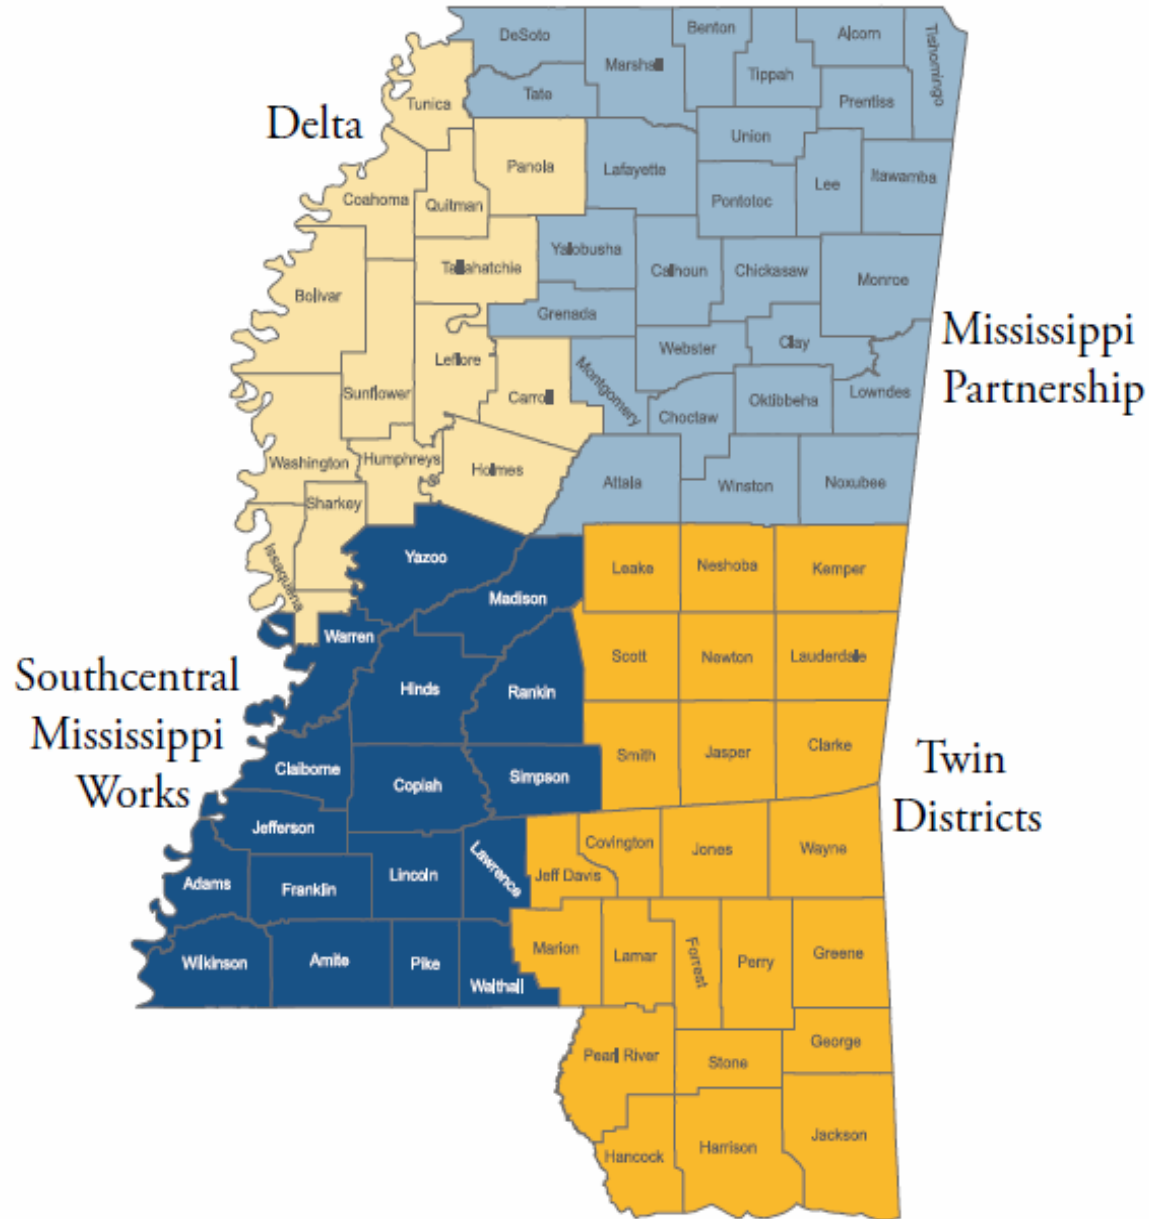 DeSoto
Benton
Alcorn
Tishomingo
Marshall
Tippah
Tate
Prentiss
Tunica
Delta
Union
Panola
Lafayette
Lee
Itawamba
Coahoma
Quitman
Pontotoc
Yalobusha
Tallahatchie
Calhoun
Chickasaw
Monroe
Bolivar
Grenada
Mississippi
Partnership
Webster
Clay
Leflore
Montgomery
Sunflower
Carroll
Choctaw
Oktibbeha
Lowndes
Washington
Humphreys
Holmes
Attala
Winston
Noxubee
Sharkey
Issaquena
Yazoo
Leake
Neshoba
Kemper
Madison
Warren
Scott
Newton
Lauderdale
Southcentral
Mississippi
Works
Hinds
Rankin
Smith
Jasper
Clarke
Twin
Districts
Claiborne
Copiah
Simpson
Jefferson
Covington
Jones
Wayne
Lawrence
Jeff Davis
Adams
Franklin
Lincoln
Marion
Lamar
Forrest
Perry
Greene
Wilkinson
Amite
Pike
Walthall
Pearl River
Stone
George
Hancock
Harrison
Jackson